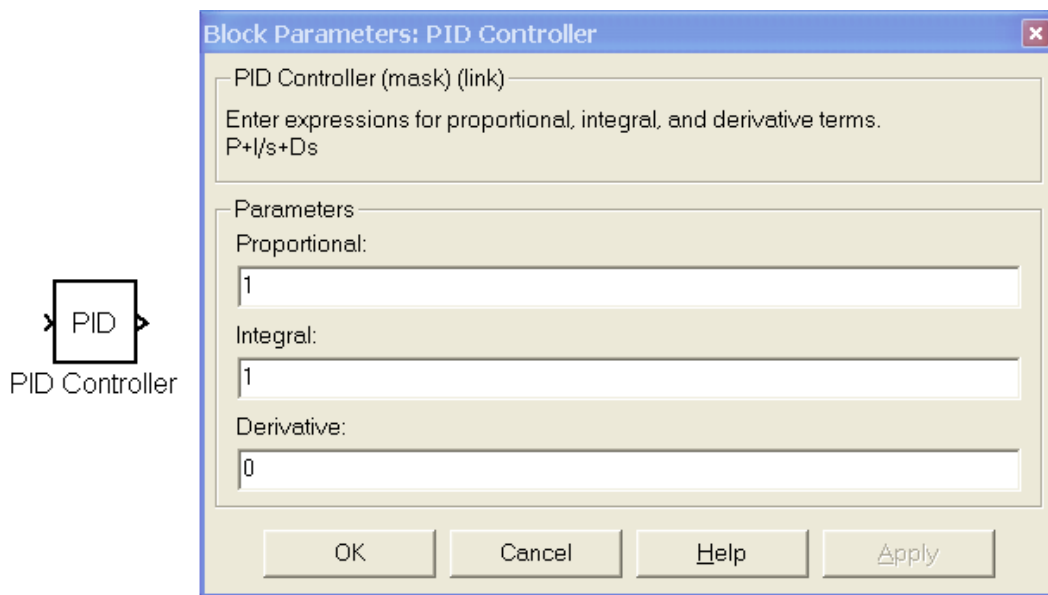 Block Parameters: PID Controller
PID Controller (mask) (link)
Enter expressions for proportional, integral, and derivative terms.
P+I/s+Ds
Parameters
Proportional:
1
Integral:
1
Derivative:
0
OK Cancel Help Apply
PID
PID Controller